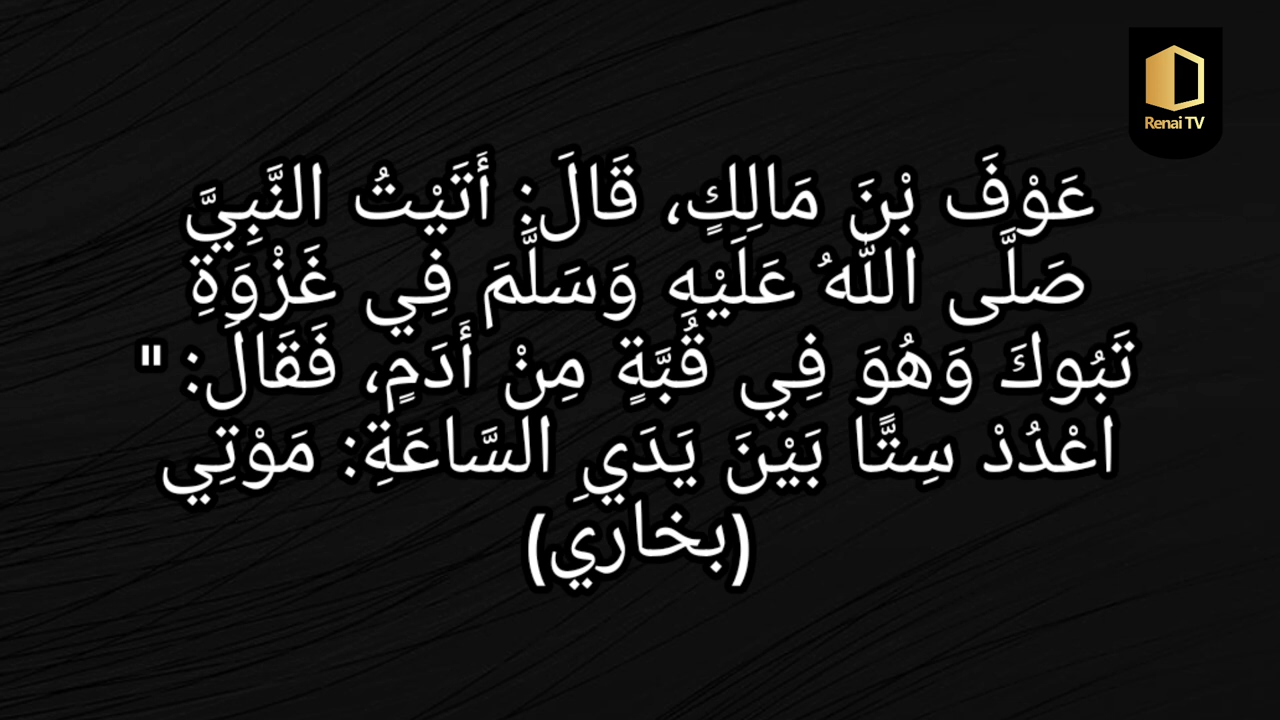 Renai TV
عَوْفَ بْنَ مَالِكٍ، قَالَ: أَتَيْتُ النَّبِيَّ
صَلَّى اللَّهُ عَلَيْهِ وَسَلَّمَ فِي غَزْوَةِ
تَبُوكَ وَهُوَ فِي قُبَّةٍ مِنْ أَدَمٍ، فَقَالَ: "
اعْدُدْ سِتًّا بَيْنَ يَدَيِ السَّاعَةِ: مَوْتِي
(بخاري)